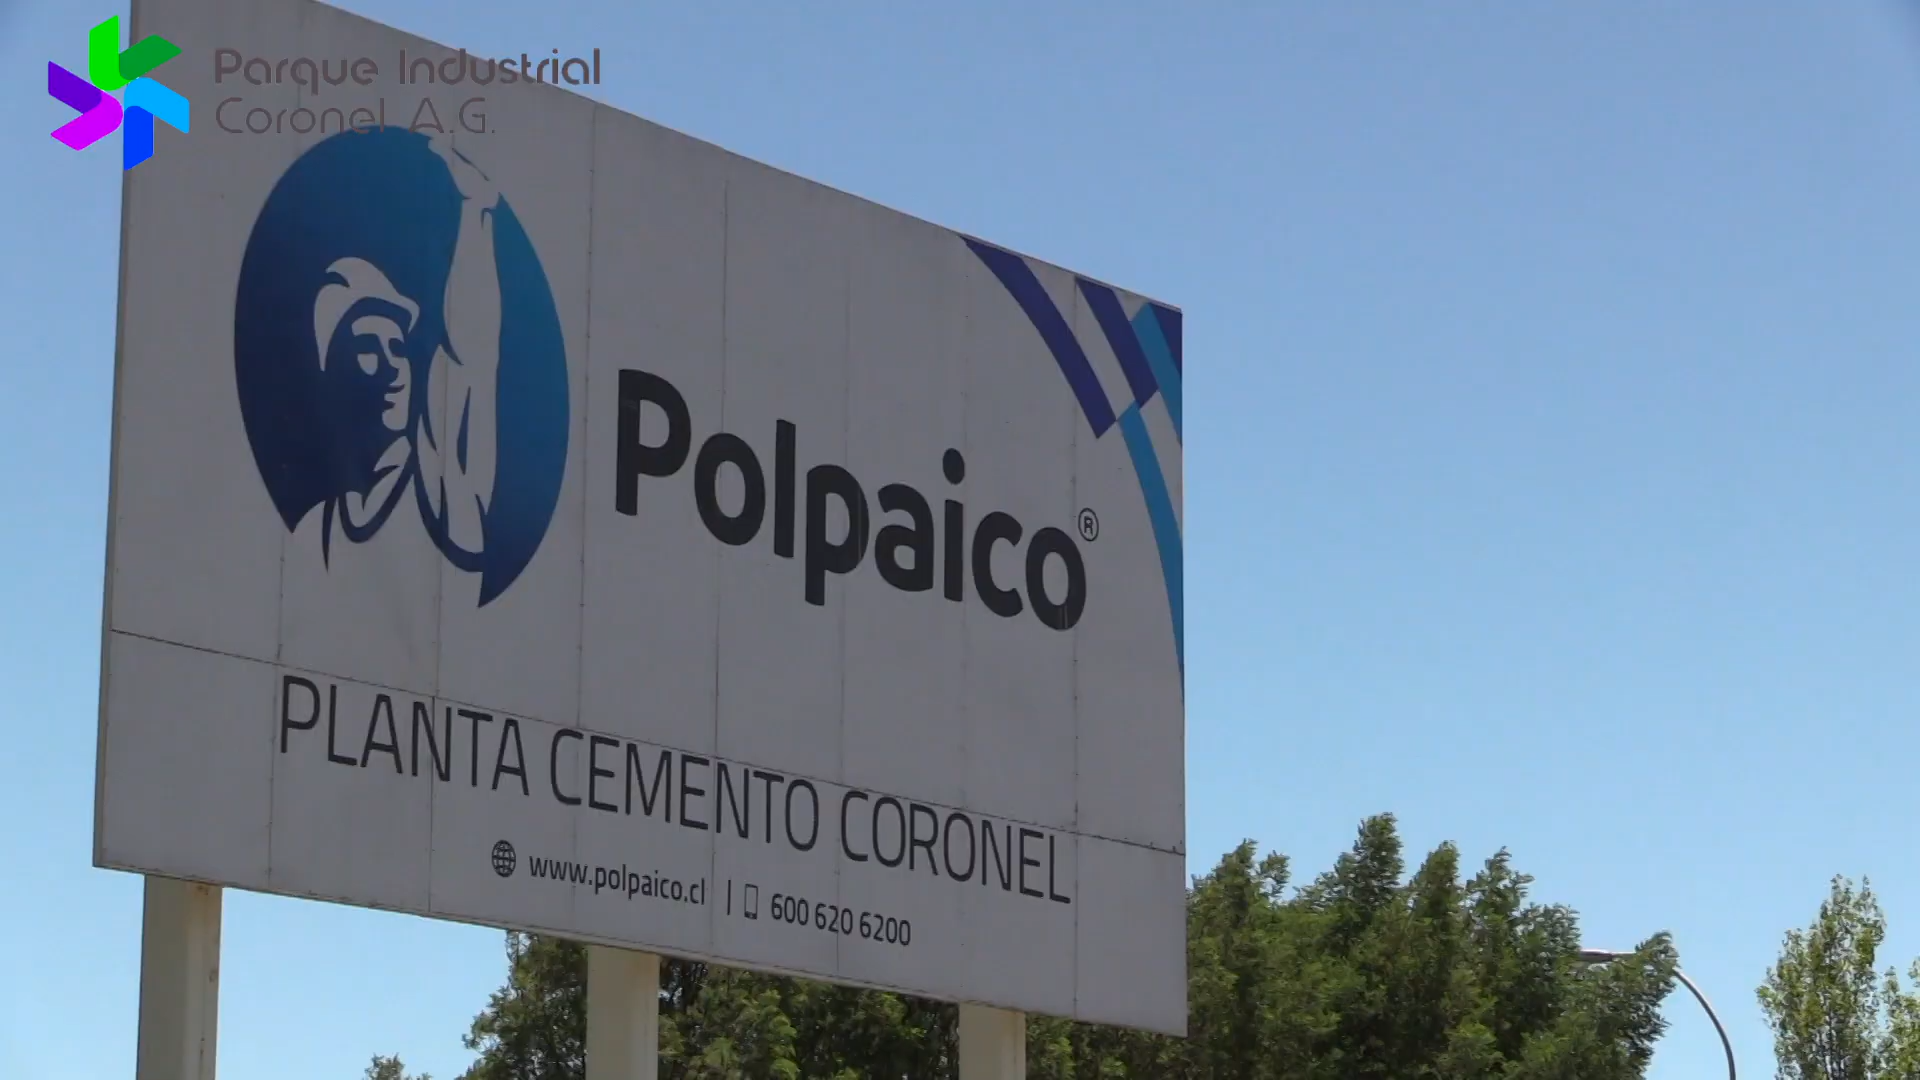 Parque Industrial
Coronel A.G.
Polpaico®
PLANTA CEMENTO CORONEL
www.polpaico.cl | 600 620 6200